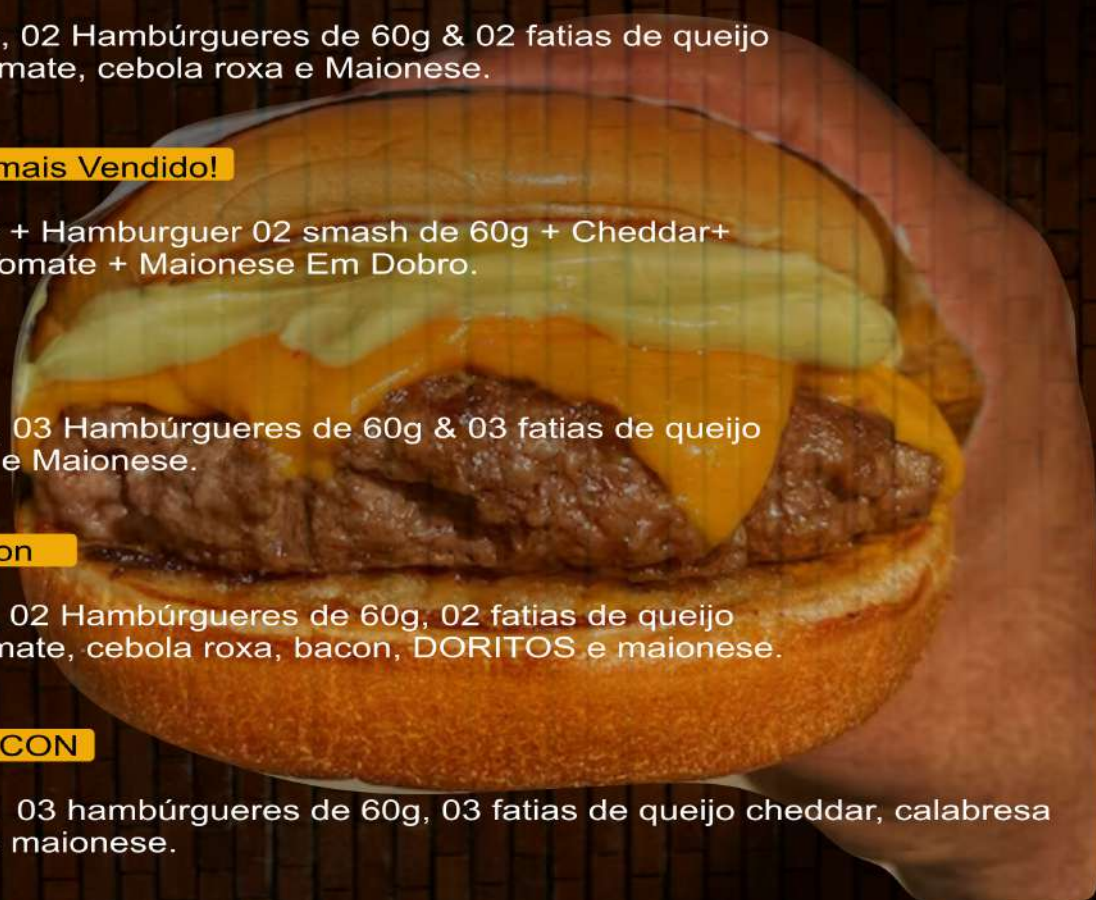 , 02 Hambúrgueres de 60g & 02 fatias de queijo
mate, cebola roxa e Maionese.
mais Vendido!
+ Hamburguer 02 smash de 60g + Cheddar+
omate + Maionese Em Dobro.
03 Hambúrgueres de 60g & 03 fatias de queijo
e Maionese.
on
02 Hambúrgueres de 60g, 02 fatias de queijo
mate, cebola roxa, bacon, DORITOS e maionese.
CON
03 hambúrgueres de 60g, 03 fatias de queijo cheddar, calabresa
maionese.